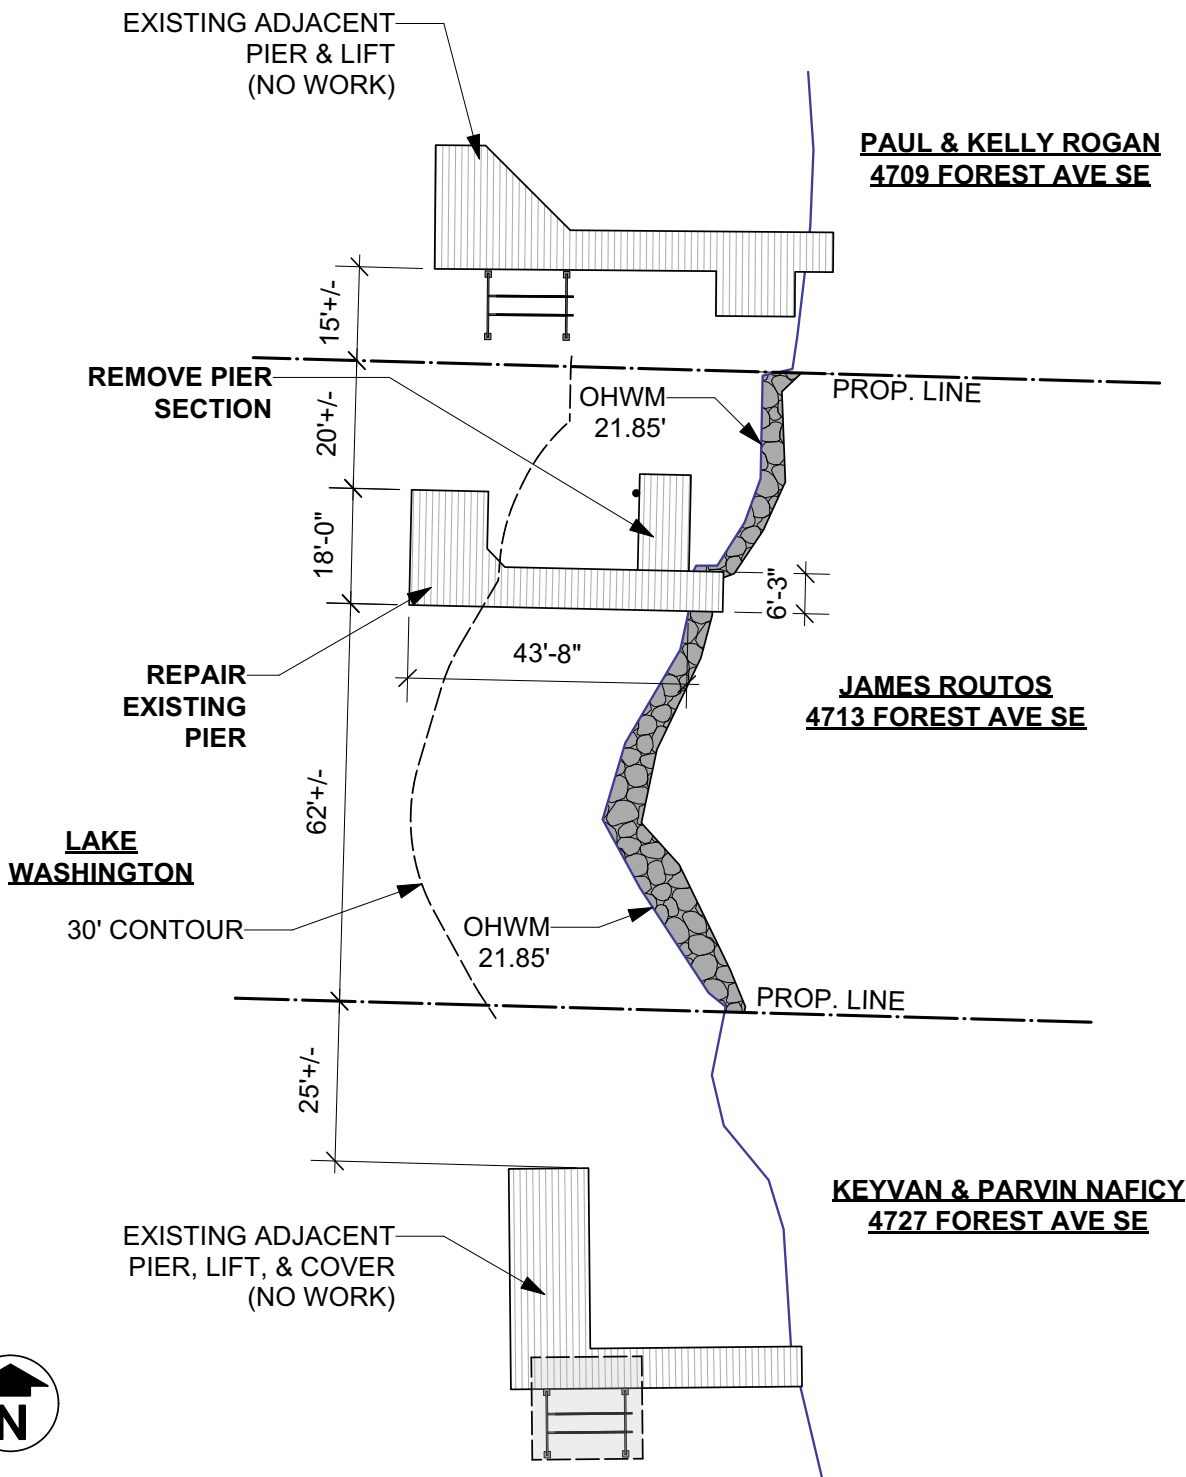 EXISTING ADJACENT
PIER & LIFT
(NO WORK)
PAUL & KELLY ROGAN
4709 FOREST AVE SE
15'+/-
REMOVE PIER
SECTION
OHWM
21.85'
PROP. LINE
20'+/-
18'-0"
6'-3"
43'-8"
REPAIR
EXISTING
PIER
JAMES ROUTOS
4713 FOREST AVE SE
62'+/-
LAKE
WASHINGTON
30' CONTOUR
OHWM
21.85'
PROP. LINE
25'+/-
KEYVAN & PARVIN NAFICY
4727 FOREST AVE SE
EXISTING ADJACENT
PIER, LIFT, & COVER
(NO WORK)
N